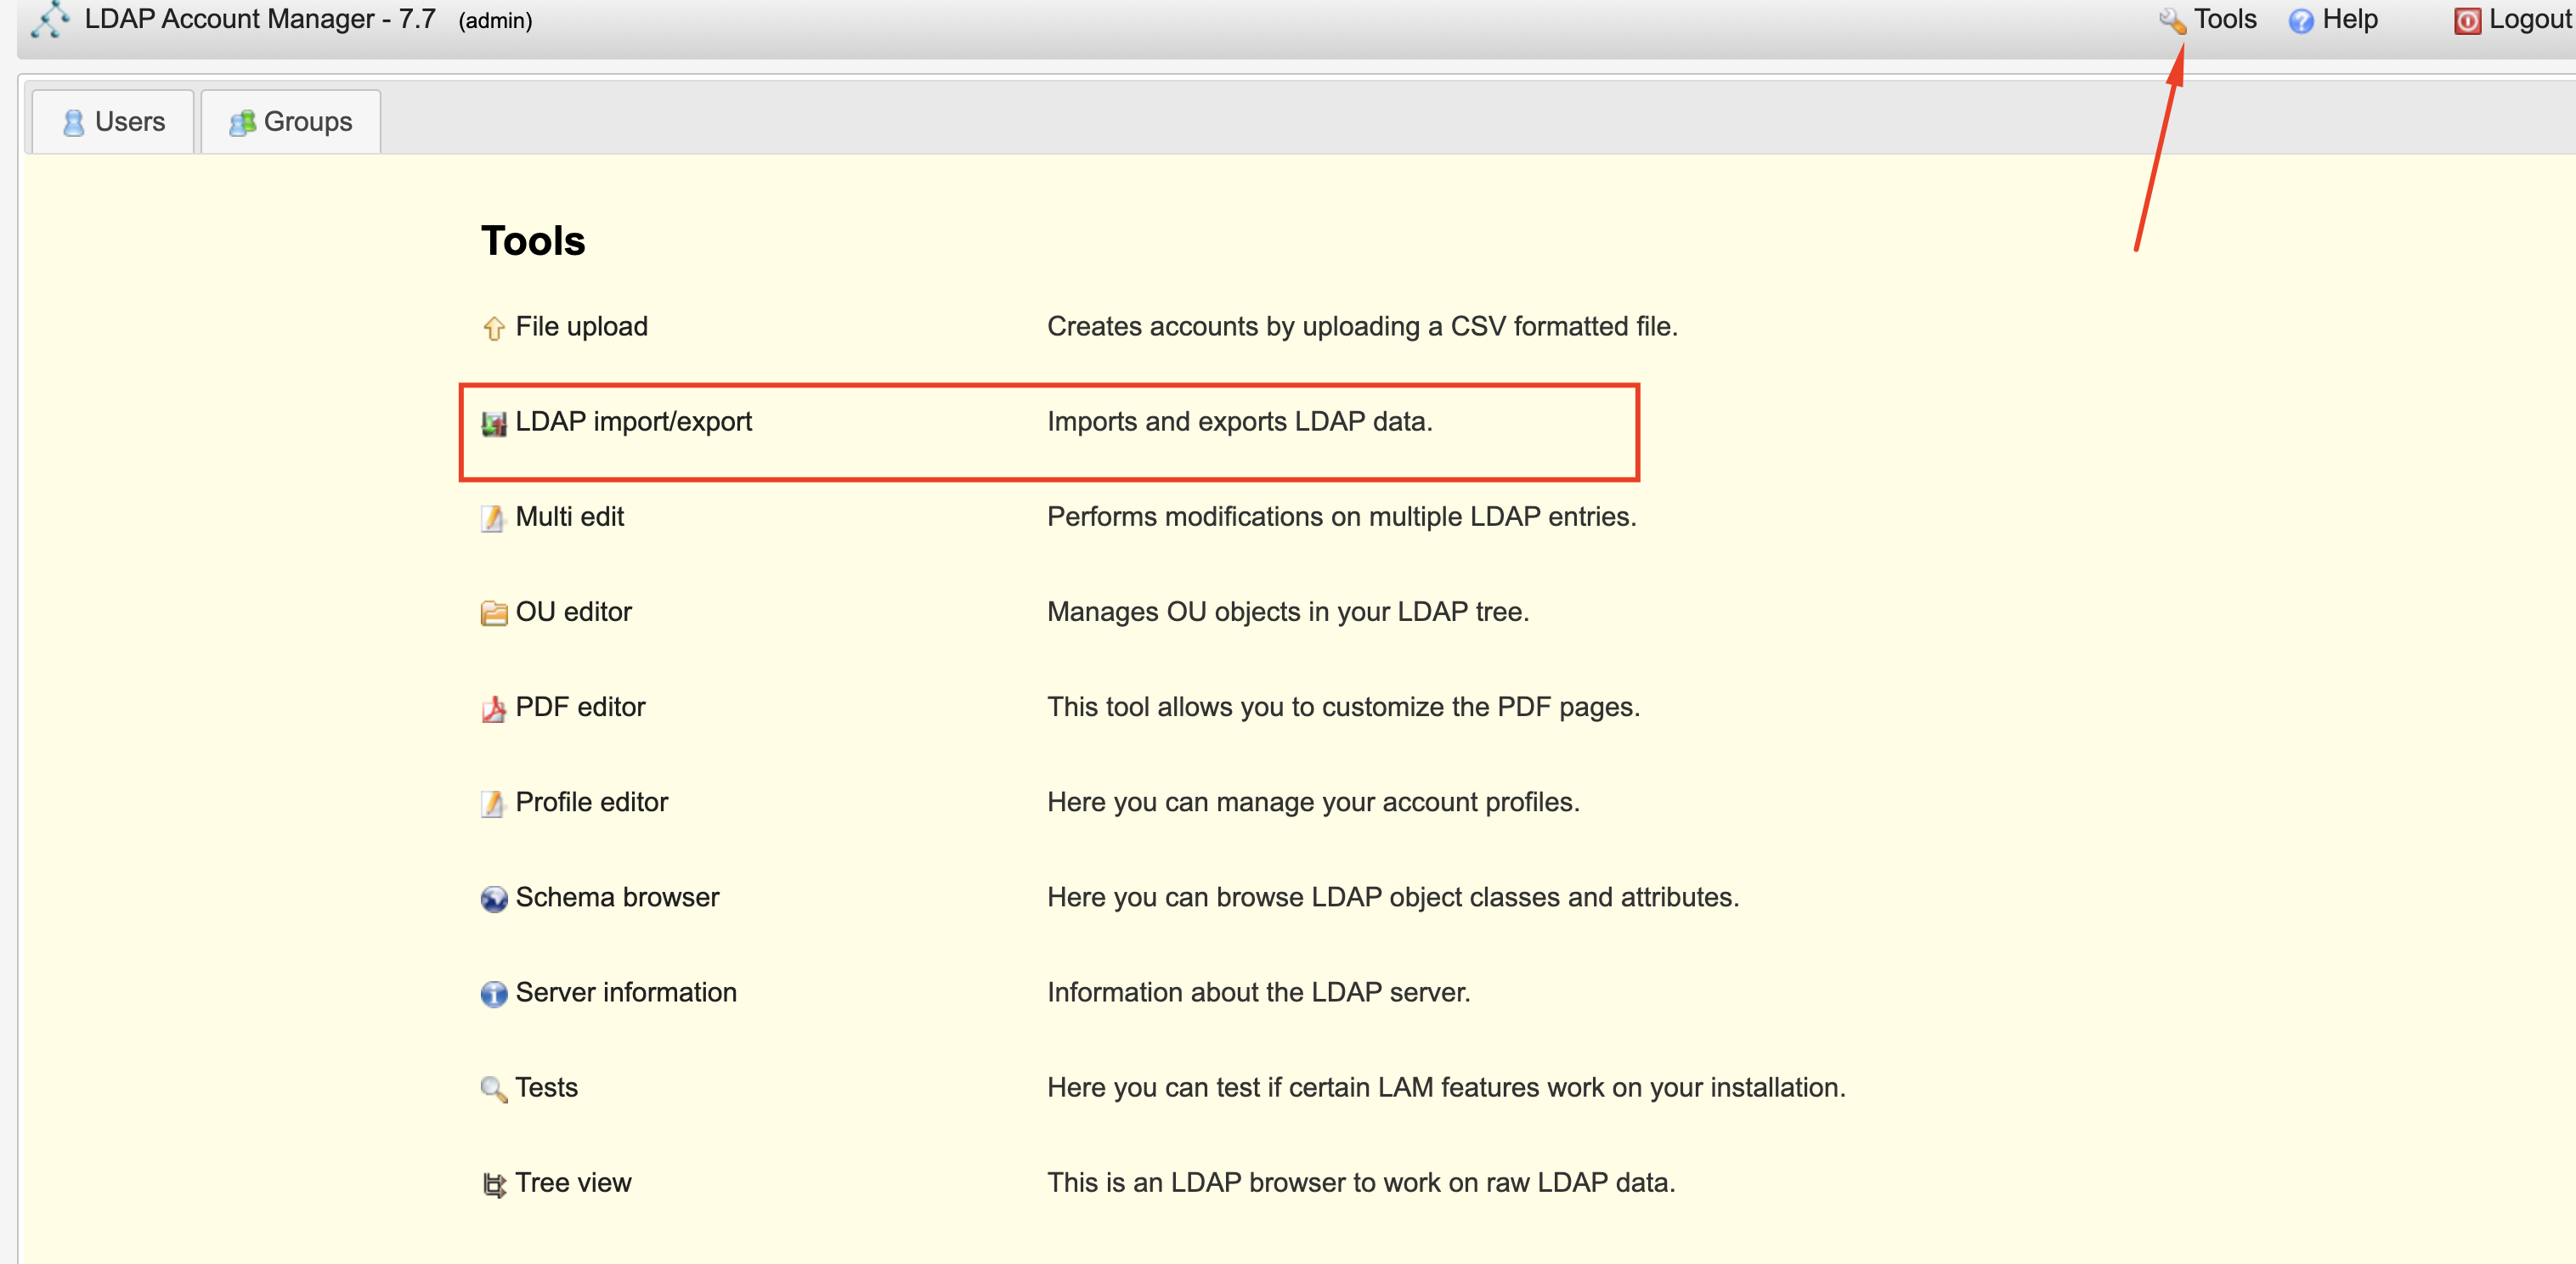 LDAP Account Manager - 7.7 (admin) Tools Help Logout
Users Groups
Tools
File upload Creates accounts by uploading a CSV formatted file.
LDAP import/export Imports and exports LDAP data.
Multi edit Performs modifications on multiple LDAP entries.
OU editor Manages OU objects in your LDAP tree.
PDF editor This tool allows you to customize the PDF pages.
Profile editor Here you can manage your account profiles.
Schema browser Here you can browse LDAP object classes and attributes.
Server information Information about the LDAP server.
Tests Here you can test if certain LAM features work on your installation.
Tree view This is an LDAP browser to work on raw LDAP data.